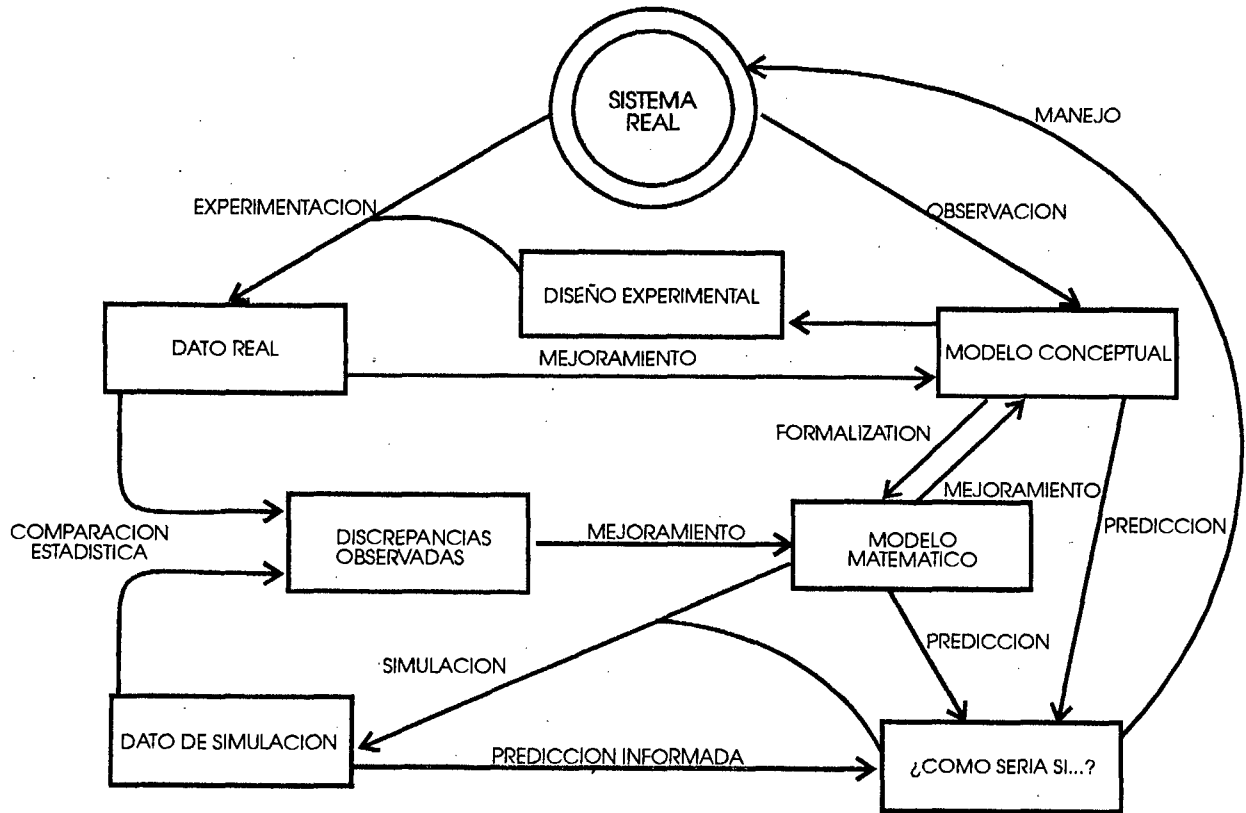 SISTEMA
REAL
MANEJO
EXPERIMENTACION
OBSERVACION
DISEÑO EXPERIMENTAL
DATO REAL
MODELO CONCEPTUAL
MEJORAMIENTO
FORMALIZATION
MEJORAMIENTO
COMPARACION
ESTADISTICA
DISCREPANCIAS
OBSERVADAS
MEJORAMIENTO
MODELO
MATEMATICO
PREDICCION
PREDICCION
SIMULACION
DATO DE SIMULACION
PREDICCION INFORMADA
¿COMO SERIA SI...?